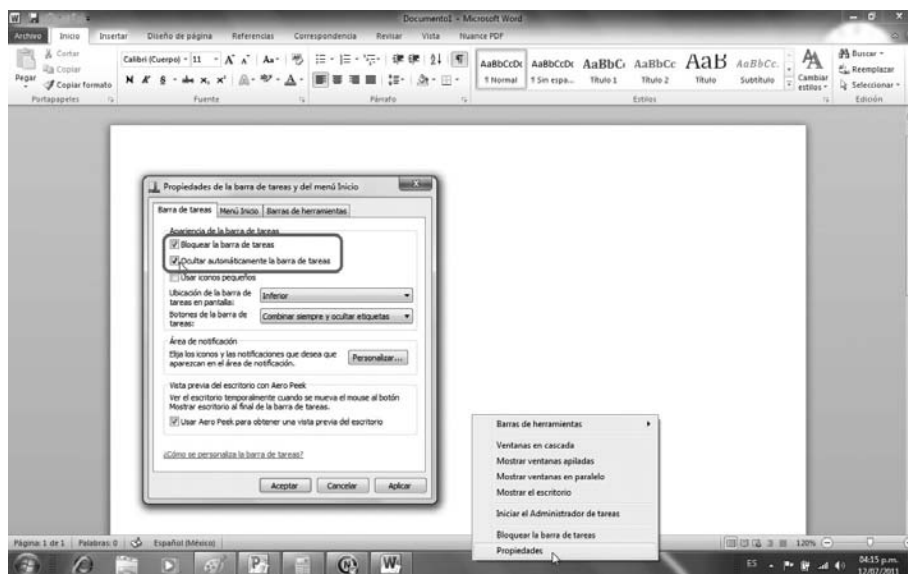 Documento1 - Microsoft Word
Archivo Inicio Insertar Diseño de página Referencias Correspondencia Revisar Vista Nuance PDF
Cortar
Copiar
Copiar formato
Pegar
Portapapeles
Calibri (Cuerpo) 11
N K S abc x, x²
Fuente
Párrafo
AaBbCcDc AaBbCcDc AaBbC AaBbCc AaB AaBbCc.
¶ Normal ¶ Sin espa... Título 1 Título 2 Título Subtítulo
Cambiar estilos
Estilos
Buscar
Reemplazar
Seleccionar
Edición
Propiedades de la barra de tareas y del menú Inicio
Barra de tareas Menú Inicio Barras de herramientas
Apariencia de la barra de tareas
Bloquear la barra de tareas
Ocultar automáticamente la barra de tareas
Usar iconos pequeños
Ubicación de la barra de
tareas en pantalla:
Inferior
Botones de la barra de
tareas:
Combinar siempre y ocultar etiquetas
Área de notificación
Elija los iconos y las notificaciones que desea que
aparezcan en el área de notificación.
Personalizar...
Vista previa del escritorio con Aero Peek
Ver el escritorio temporalmente cuando se mueva el mouse al botón
Mostrar escritorio al final de la barra de tareas.
Usar Aero Peek para obtener una vista previa del escritorio
¿Cómo se personaliza la barra de tareas?
Aceptar Cancelar Aplicar
Barras de herramientas
Ventanas en cascada
Mostrar ventanas apiladas
Mostrar ventanas en paralelo
Mostrar el escritorio
Iniciar el Administrador de tareas
Bloquear la barra de tareas
Propiedades
Página: 1 de 1 Palabras: 0 Español (México) 120%
ES 04:15 p.m.
12/07/2011